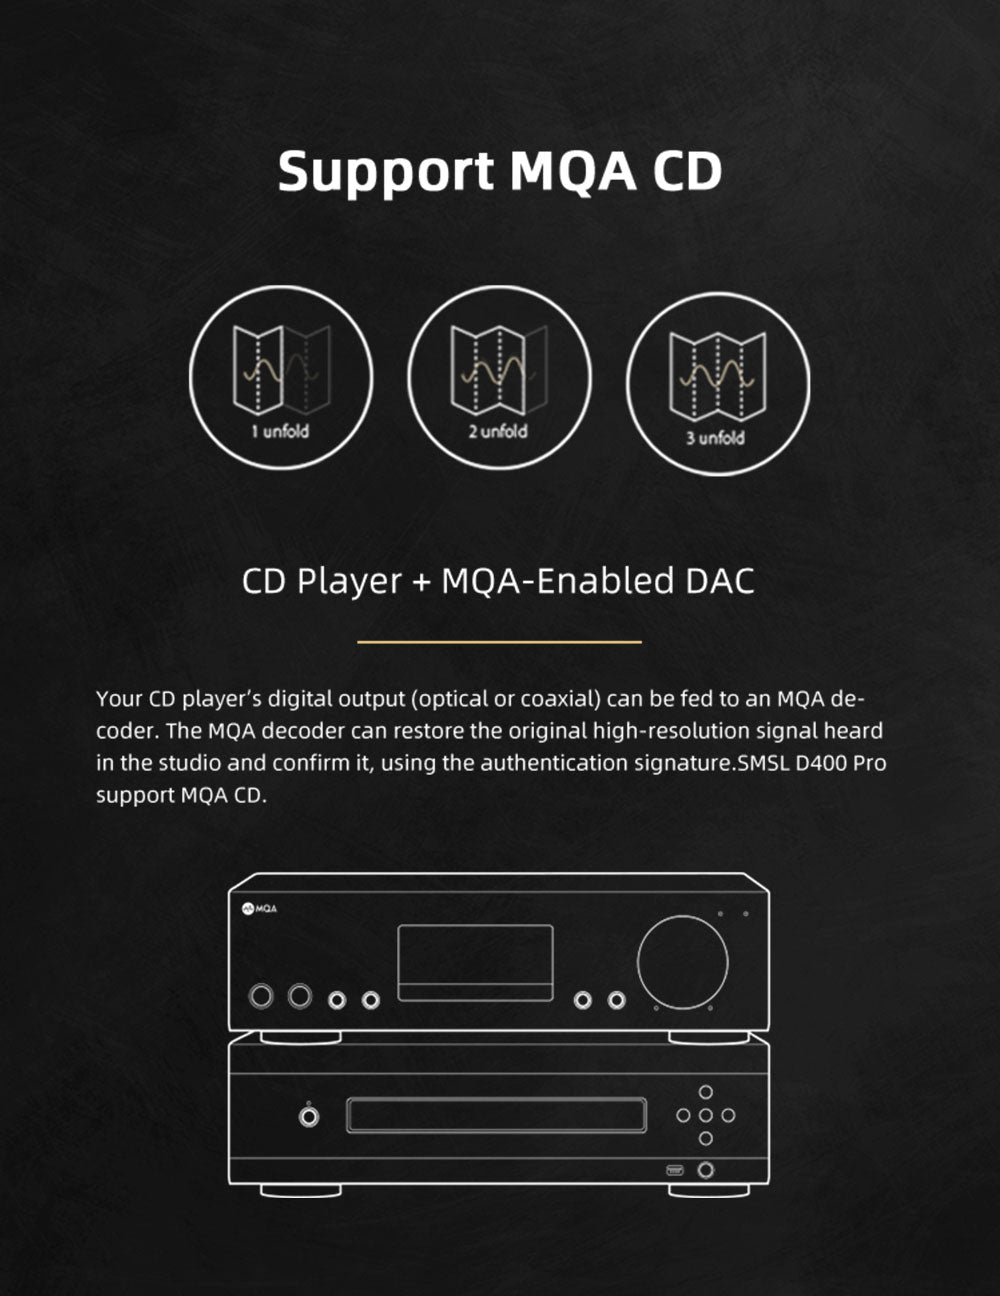 Support MQA CD
1 unfold
2 unfold
3 unfold
CD Player + MQA-Enabled DAC
Your CD player’s digital output (optical or coaxial) can be fed to an MQA de-
coder. The MQA decoder can restore the original high-resolution signal heard
in the studio and confirm it, using the authentication signature.SMSL D400 Pro
support MQA CD.
MQA